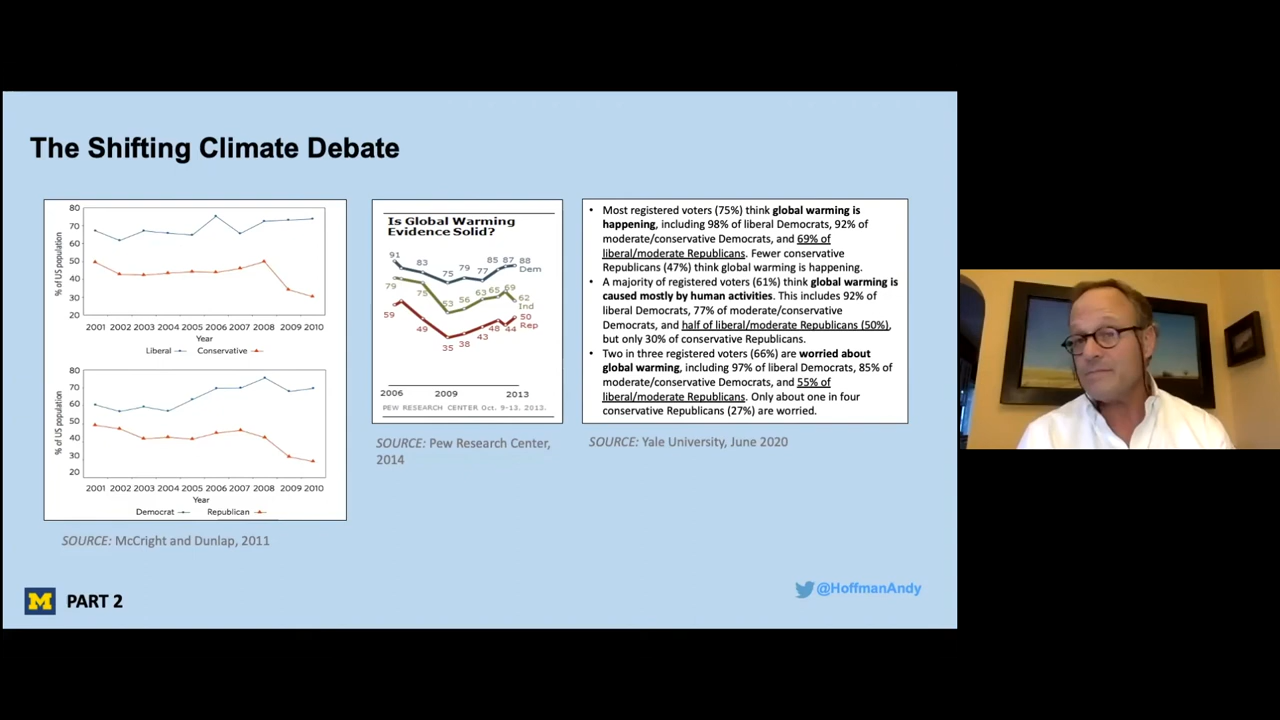 The Shifting Climate Debate
80
70
60
50
40
30
20
% of US population
2001 2002 2003 2004 2005 2006 2007 2008 2009 2010
Year
Liberal Conservative
80
70
60
50
40
30
20
% of US population
2001 2002 2003 2004 2005 2006 2007 2008 2009 2010
Year
Democrat Republican
SOURCE: McCright and Dunlap, 2011
Is Global Warming
Evidence Solid?
91 83 75 79 77 85 87 88 Dem
79 75 53 56 63 65 69 62 Ind
59 49 35 38 43 48 44 50 Rep
2006 2009 2013
PEW RESEARCH CENTER Oct. 9-13, 2013.
SOURCE: Pew Research Center,
2014
• Most registered voters (75%) think global warming is
happening, including 98% of liberal Democrats, 92% of
moderate/conservative Democrats, and 69% of
liberal/moderate Republicans. Fewer conservative
Republicans (47%) think global warming is happening.
• A majority of registered voters (61%) think global warming is
caused mostly by human activities. This includes 92% of
liberal Democrats, 77% of moderate/conservative
Democrats, and half of liberal/moderate Republicans (50%),
but only 30% of conservative Republicans.
• Two in three registered voters (66%) are worried about
global warming, including 97% of liberal Democrats, 85% of
moderate/conservative Democrats, and 55% of
liberal/moderate Republicans. Only about one in four
conservative Republicans (27%) are worried.
SOURCE: Yale University, June 2020
M PART 2
@HoffmanAndy